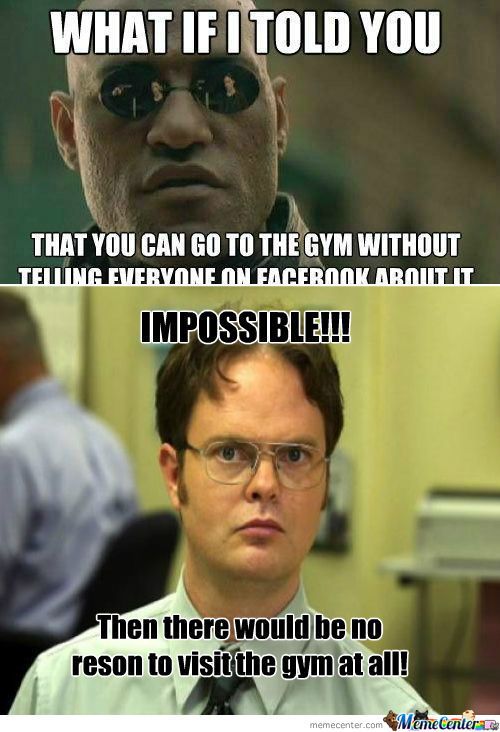 WHAT IF I TOLD YOU
THAT YOU CAN GO TO THE GYM WITHOUT
TELLING EVERYONE ON FACEBOOK ABOUT IT
IMPOSSIBLE!!!
Then there would be no
reson to visit the gym at all!
memecenter.com MemeCenter